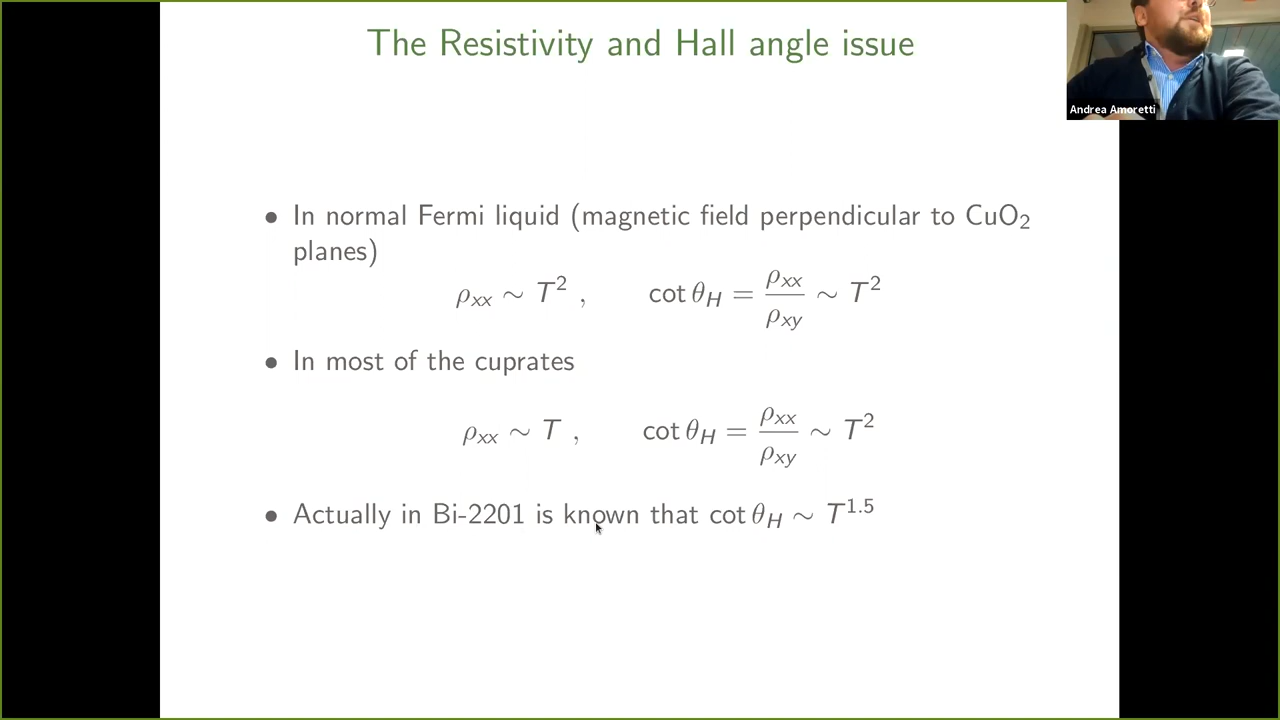 The Resistivity and Hall angle issue
Andrea Amoretti
• In normal Fermi liquid (magnetic field perpendicular to CuO₂
planes)
ρxx ∼ T² , cot θH = ρxx / ρxy ∼ T²
• In most of the cuprates
ρxx ∼ T , cot θH = ρxx / ρxy ∼ T²
• Actually in Bi-2201 is known that cot θH ∼ T¹·⁵